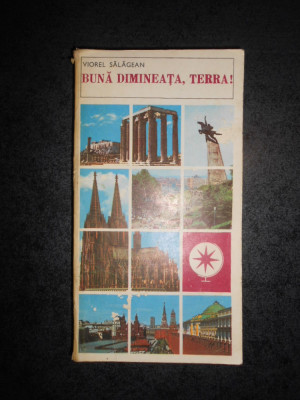 VIOREL SĂLĂGEAN
BUNĂ DIMINEAȚA, TERRA!